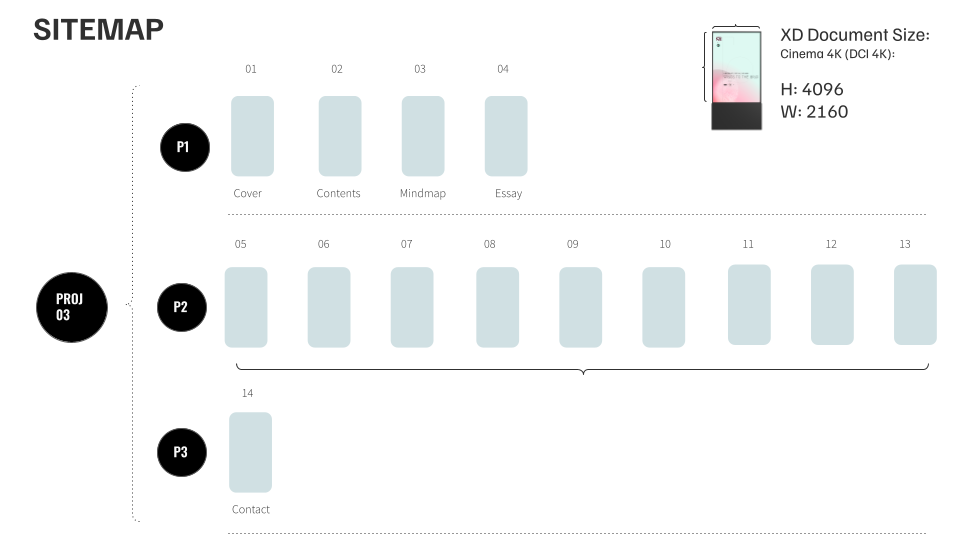 SITEMAP
XD Document Size:
Cinema 4K (DCI 4K):
H: 4096
W: 2160
01
02
03
04
P1
Cover
Contents
Mindmap
Essay
05
06
07
08
09
10
11
12
13
PROJ
03
P2
14
P3
Contact